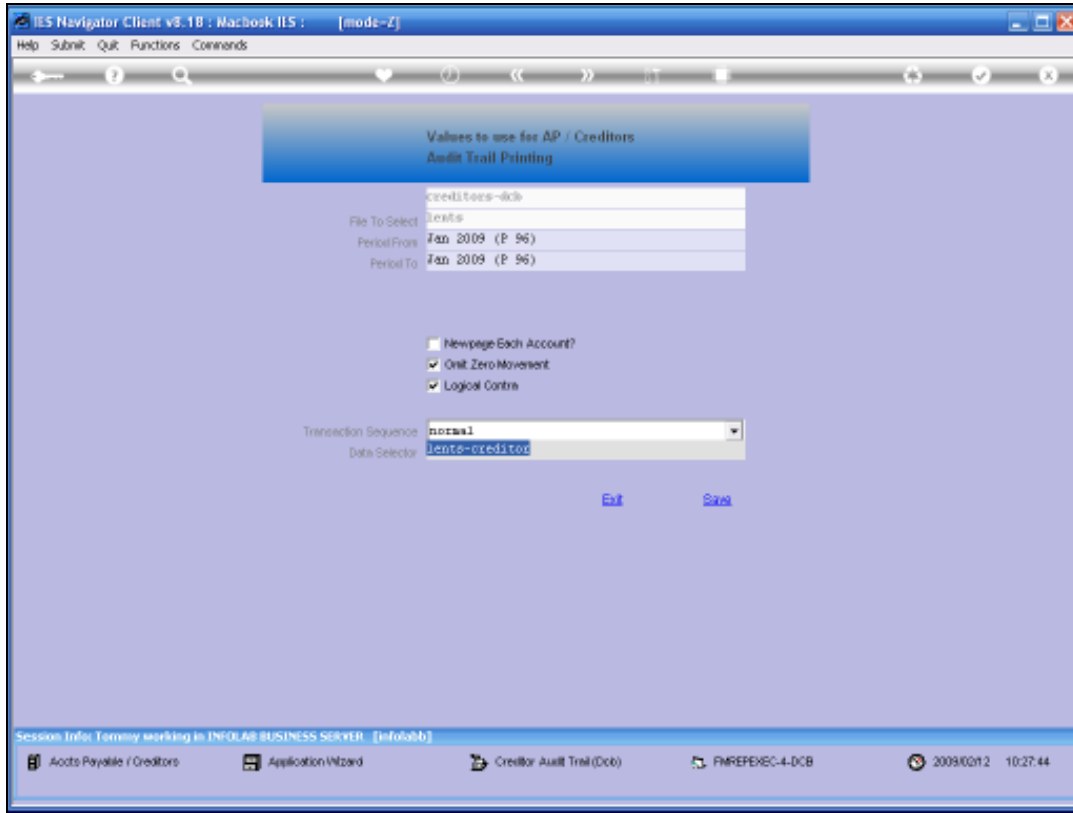 IES Navigator Client v8.18 : Macbook IES : [mode-Z]
Help Submit Quit Functions Commands
Values to use for AP / Creditors
Audit Trail Printing
creditors-dcb
File To Select lents
Period From Jan 2009 (P 96)
Period To Jan 2009 (P 96)
Newpage Each Account?
Omit Zero Movement
Logical Contra
Transaction Sequence normal
Data Selector lents-creditor
Exit Save
Session Info: Tommy working in INFOLAB BUSINESS SERVER [infolabb]
Accts Payable / Creditors Application Wizard Creditor Audit Trail (Dcb) FMREPEXEC-4-DCB 2009/02/12 10:27:44